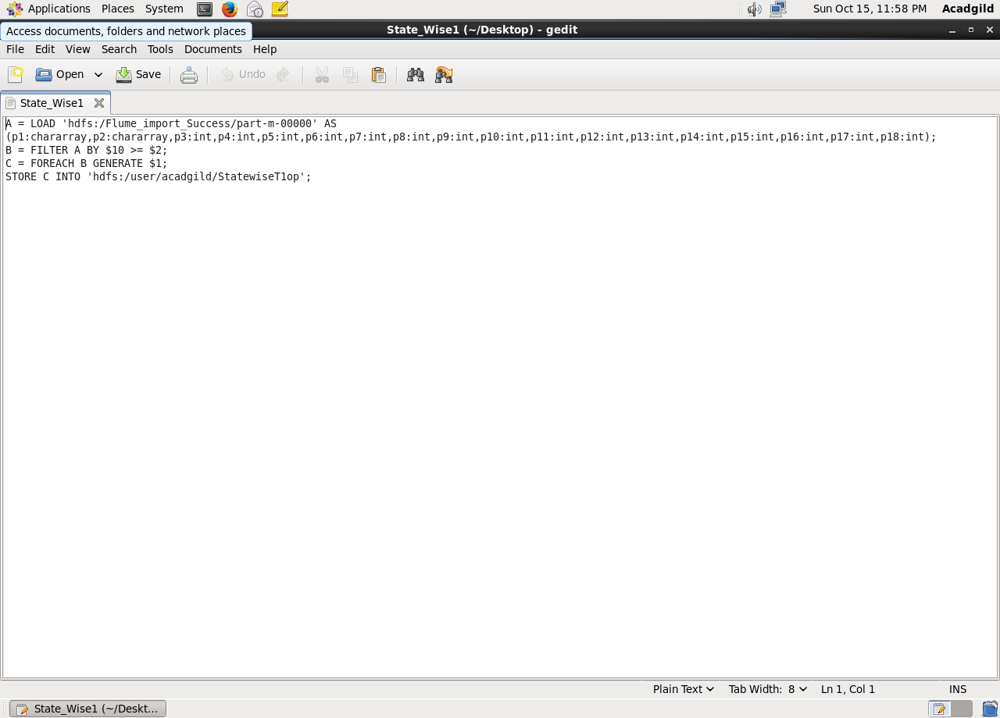 Applications Places System Sun Oct 15, 11:58 PM Acadgild
Access documents, folders and network places
State_Wise1 (~/Desktop) - gedit
File Edit View Search Tools Documents Help
Open Save Undo
State_Wise1
A = LOAD 'hdfs:/Flume_import_Success/part-m-00000' AS
(p1:chararray,p2:chararray,p3:int,p4:int,p5:int,p6:int,p7:int,p8:int,p9:int,p10:int,p11:int,p12:int,p13:int,p14:int,p15:int,p16:int,p17:int,p18:int);
B = FILTER A BY $10 >= $2;
C = FOREACH B GENERATE $1;
STORE C INTO 'hdfs:/user/acadgild/StatewiseT1op';
Plain Text Tab Width: 8 Ln 1, Col 1 INS
State_Wise1 (~/Deskt...